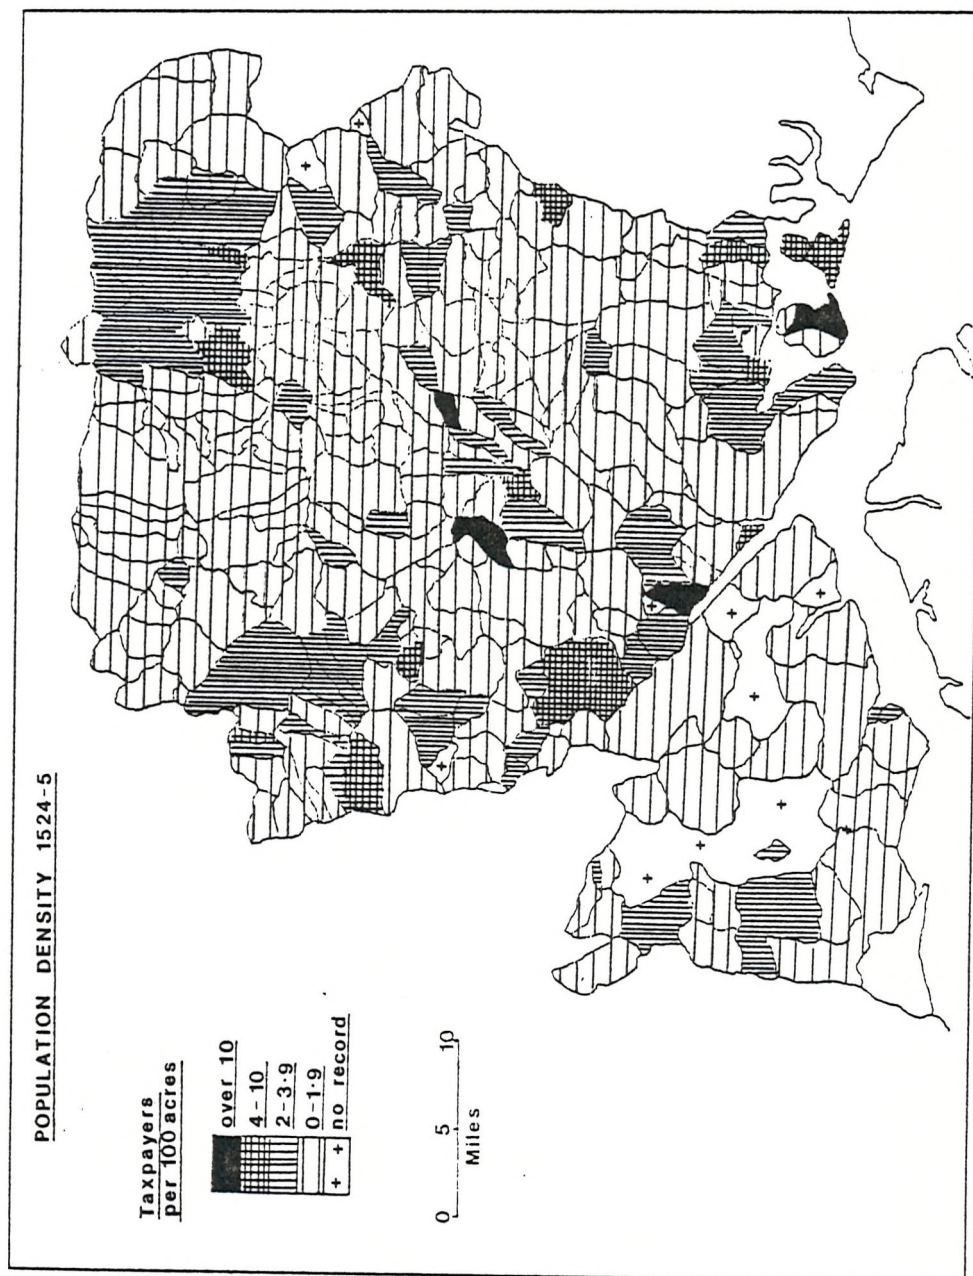 POPULATION DENSITY 1524-5
Taxpayers
per 100 acres
over 10
4-10
2-3·9
0-1·9
+ + no record
0 5 10
Miles